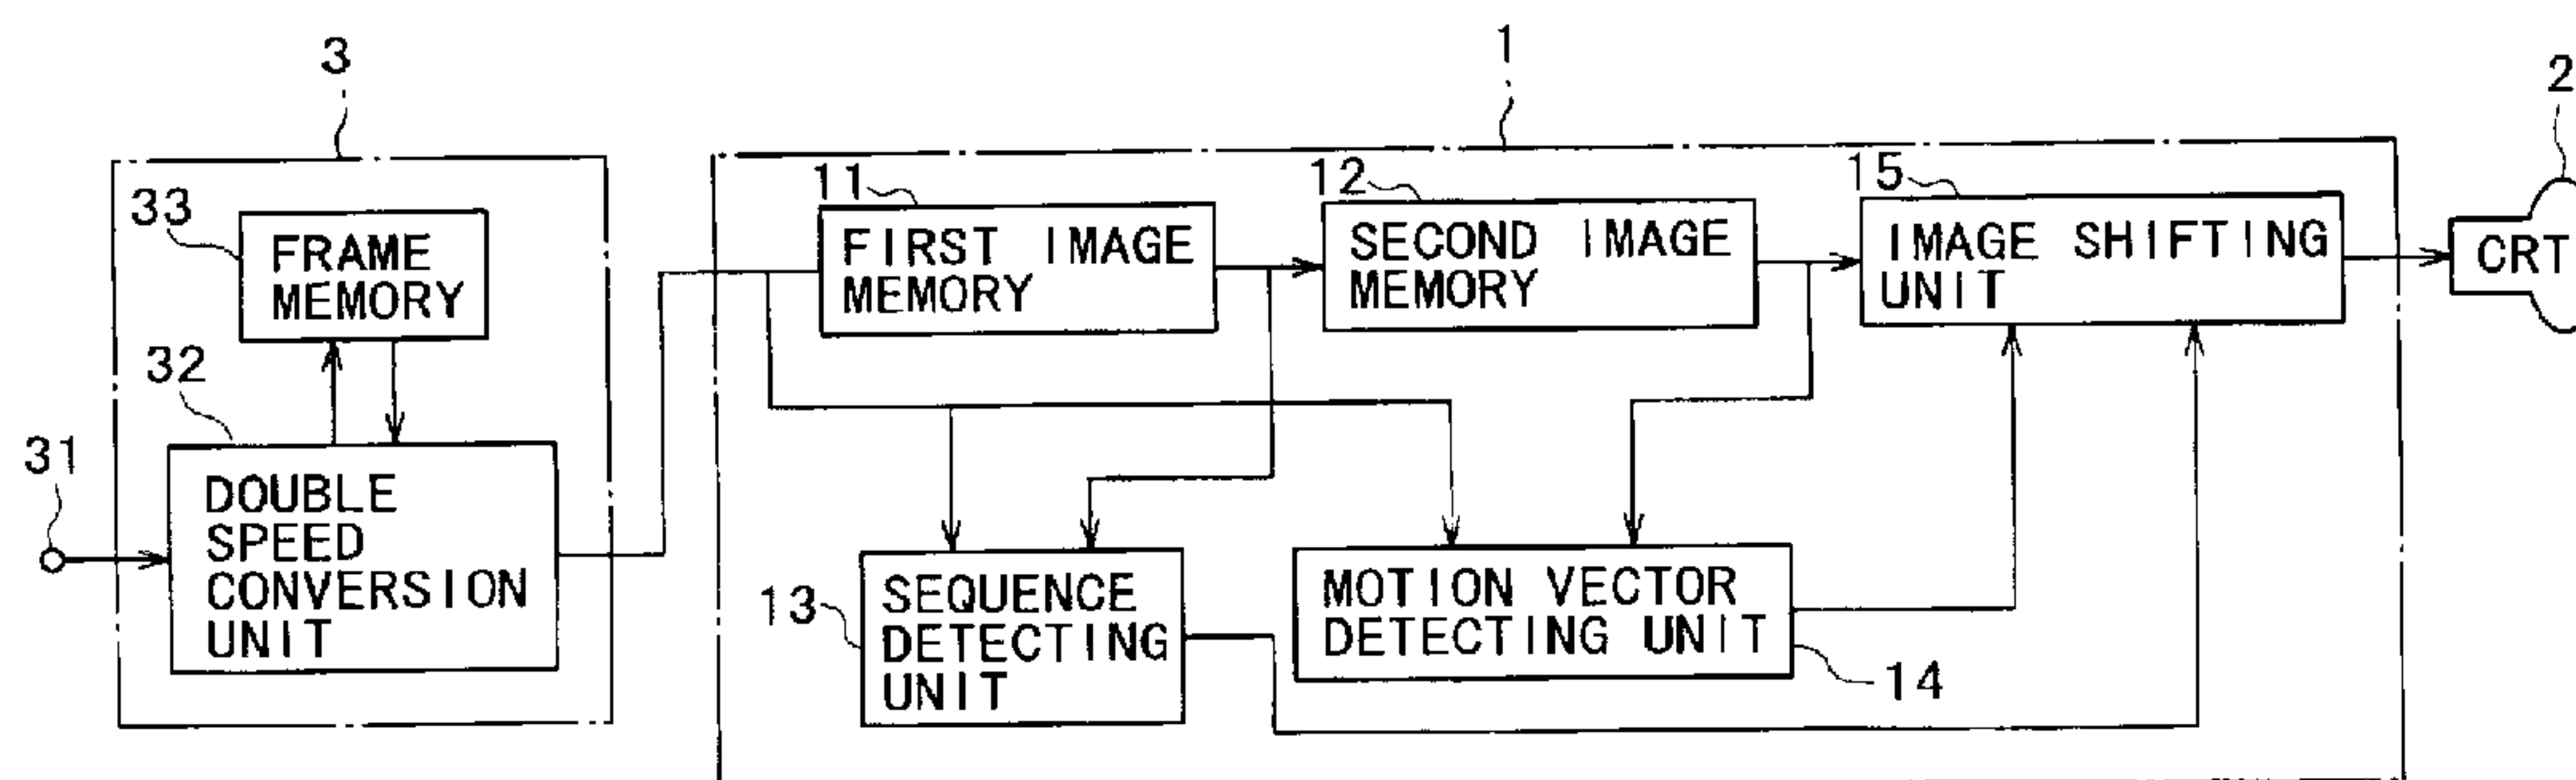 3
1
2
33
FRAME
MEMORY
11
FIRST IMAGE
MEMORY
12
SECOND IMAGE
MEMORY
15
IMAGE SHIFTING
UNIT
CRT
32
31
DOUBLE
SPEED
CONVERSION
UNIT
13
SEQUENCE
DETECTING
UNIT
MOTION VECTOR
DETECTING UNIT
14